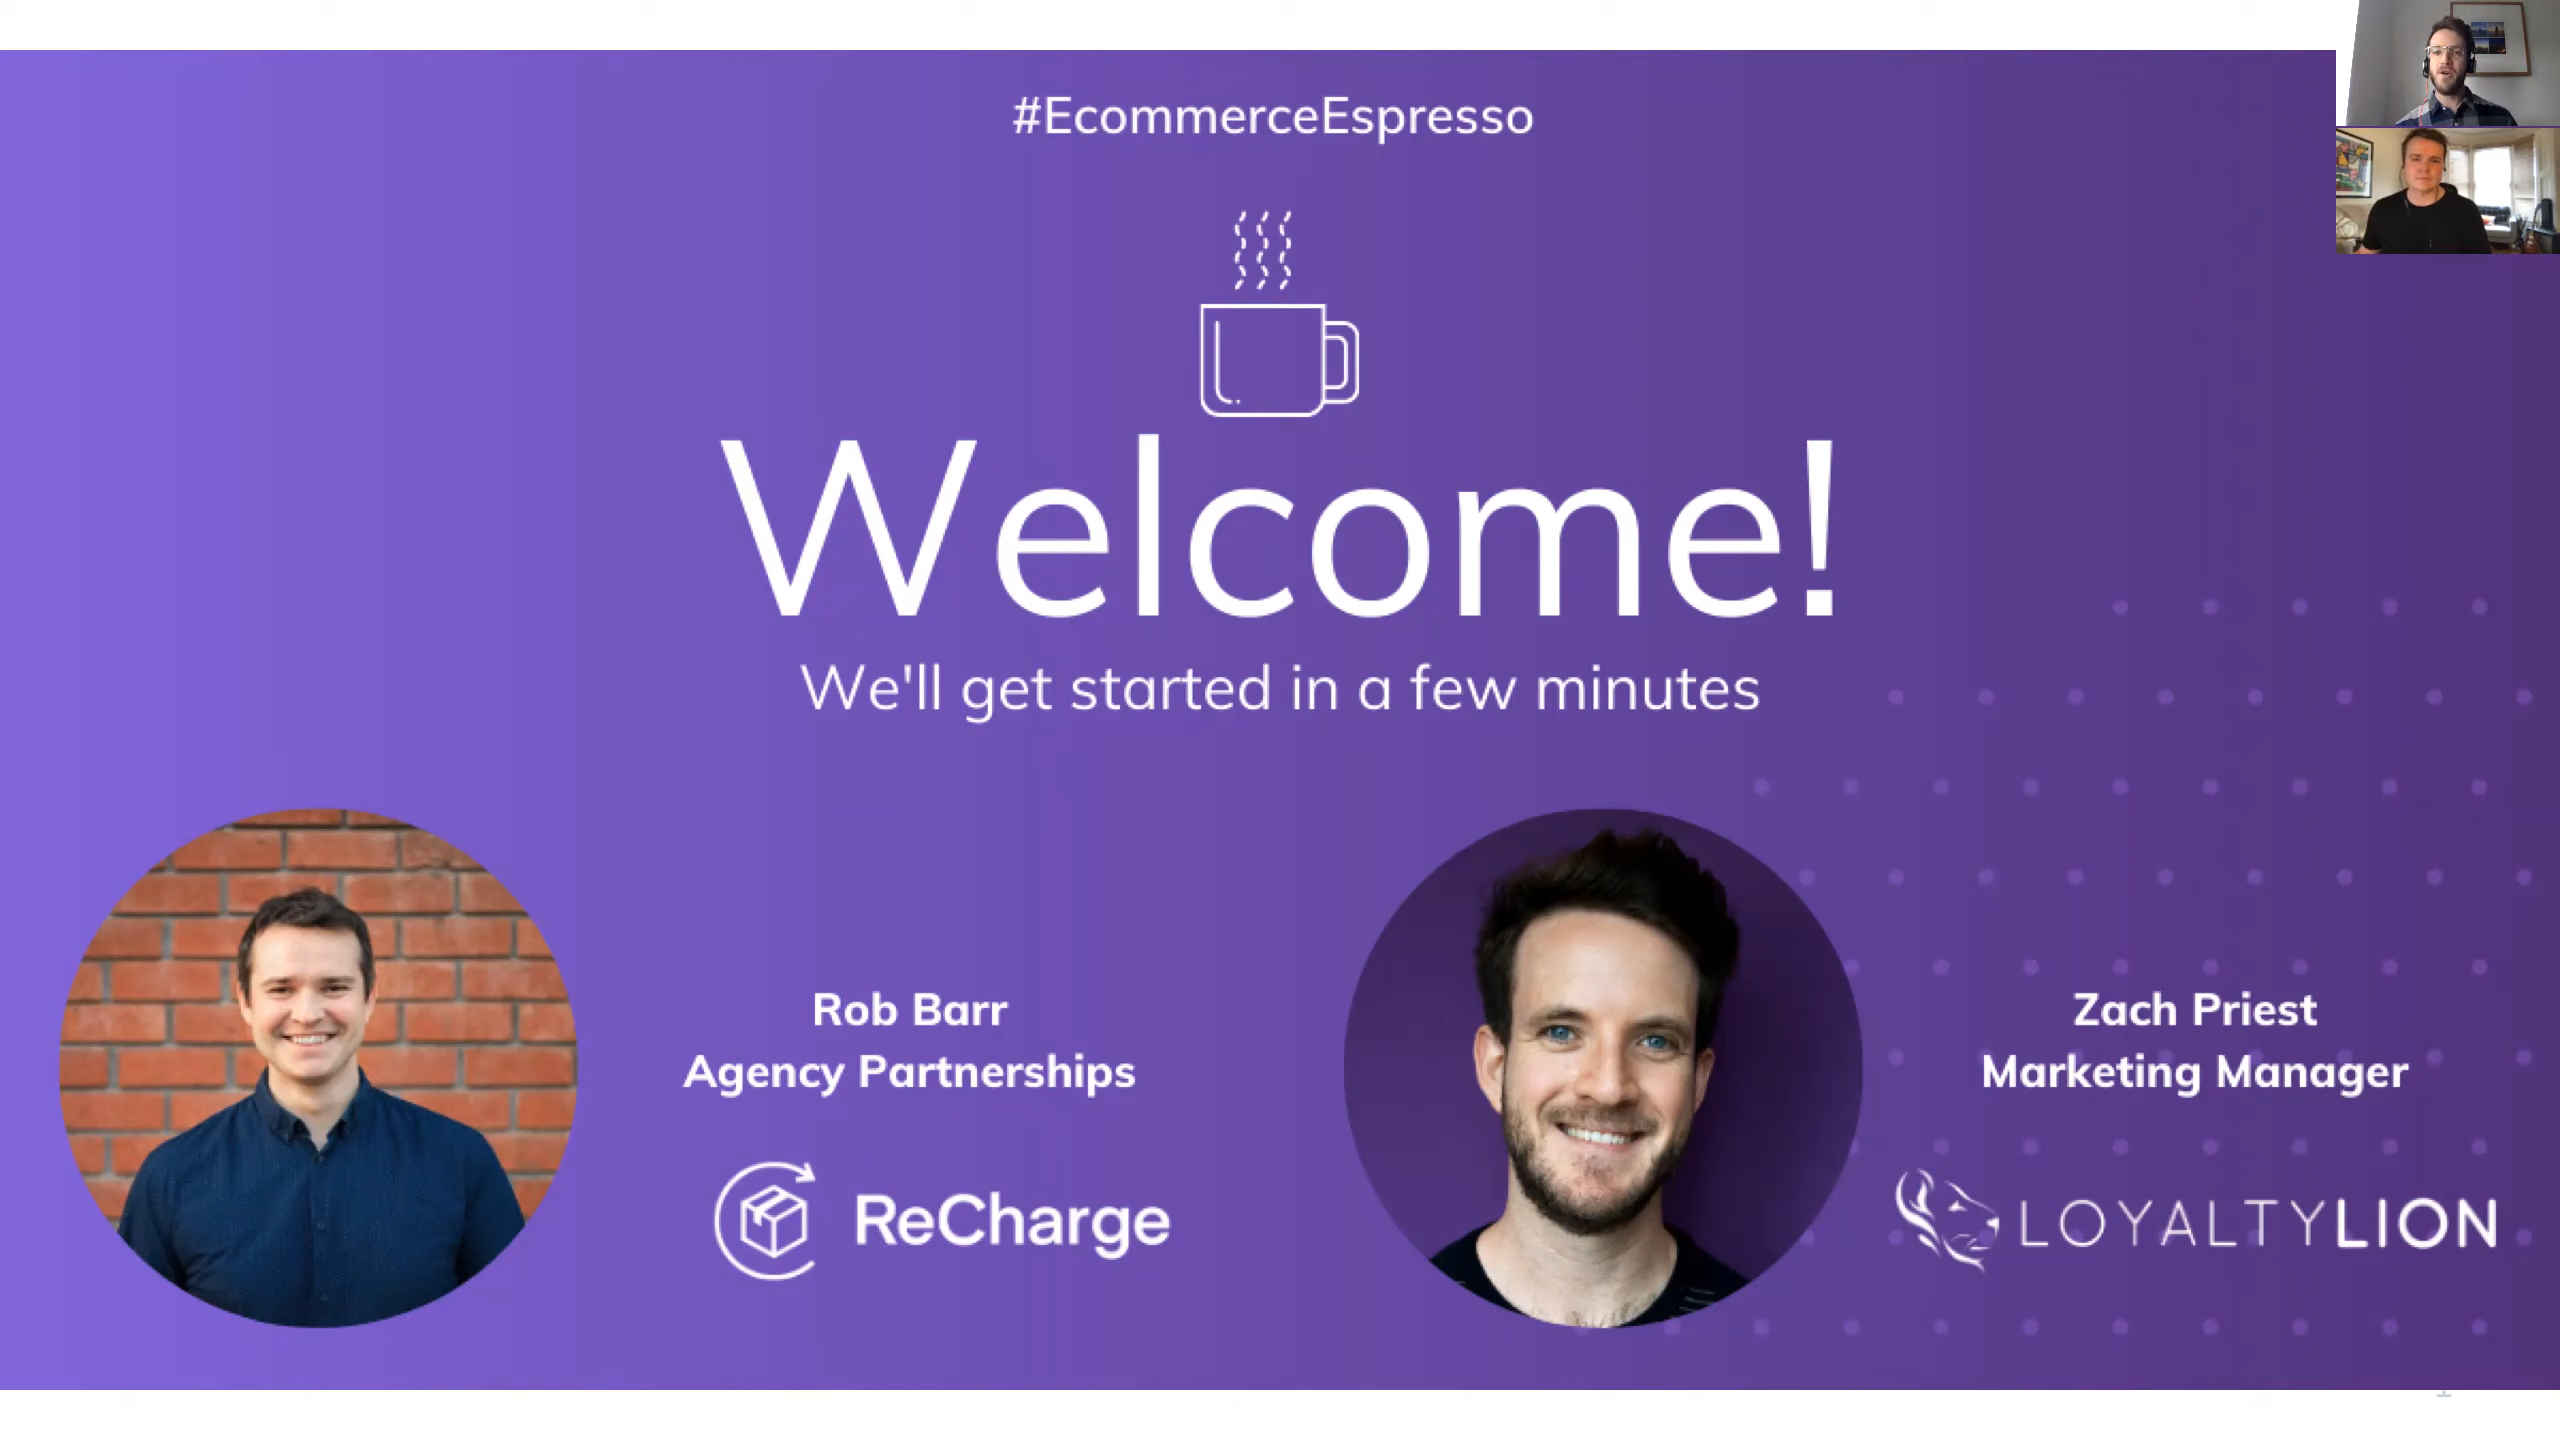 #EcommerceEspresso
Welcome!
We'll get started in a few minutes
Rob Barr
Agency Partnerships
ReCharge
Zach Priest
Marketing Manager
LOYALTYLION